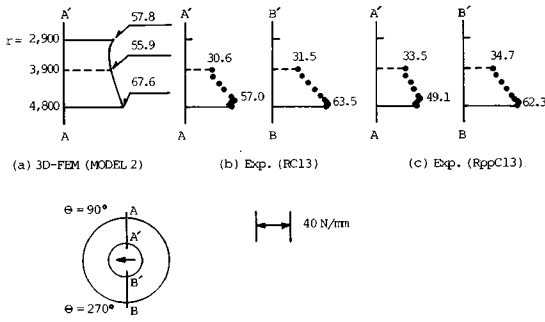 A′ 57.8 A′ B′ A′ B′
r= 2,900
55.9 30.6 31.5 33.5 34.7
3,900
67.6 57.0 63.5 49.1 62.3
4,800
A A B A B
(a) 3D-FEM (MODEL 2) (b) Exp. (RC13) (c) Exp. (RppC13)
Θ = 90° A
A′
40 N/mm
B′
Θ = 270° B